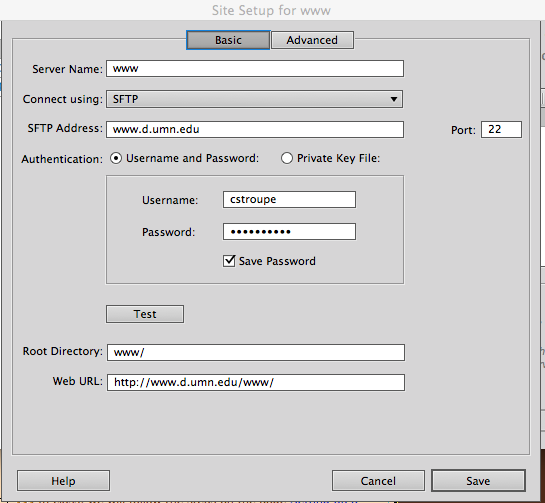 Site Setup for www
Basic Advanced
Server Name: www
Connect using: SFTP
SFTP Address: www.d.umn.edu Port: 22
Authentication: Username and Password: Private Key File:
Username: cstroupe
Password: ••••••••••
Save Password
Test
Root Directory: www/
Web URL: http://www.d.umn.edu/www/
Help Cancel Save